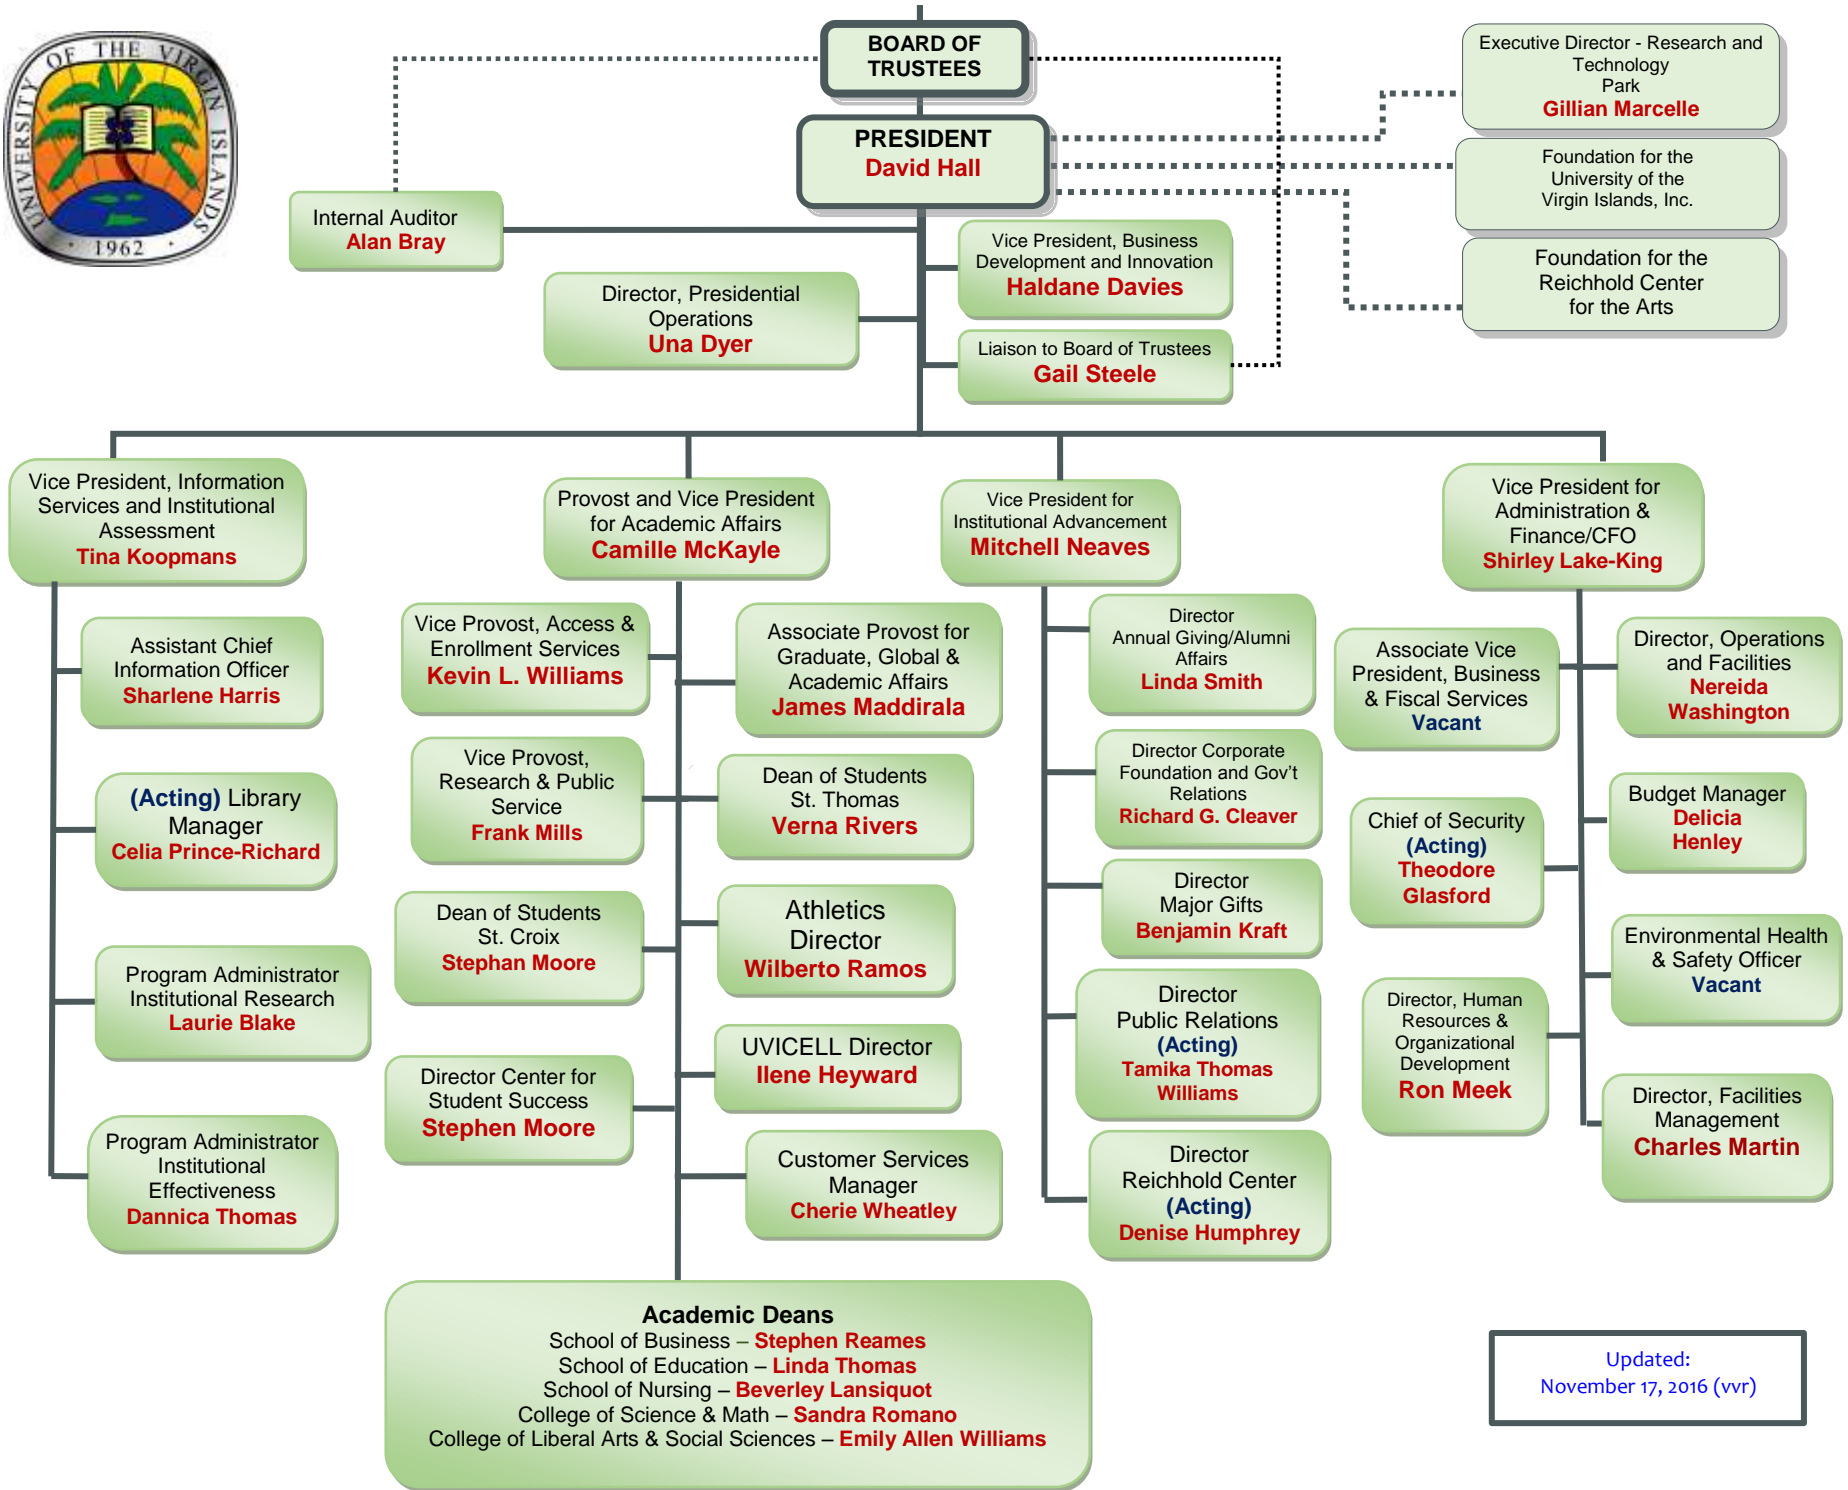 UNIVERSITY OF THE VIRGIN ISLANDS
· 1962 ·
BOARD OF
TRUSTEES
PRESIDENT
David Hall
Executive Director - Research and
Technology
Park
Gillian Marcelle
Foundation for the
University of the
Virgin Islands, Inc.
Foundation for the
Reichhold Center
for the Arts
Internal Auditor
Alan Bray
Vice President, Business
Development and Innovation
Haldane Davies
Director, Presidential
Operations
Una Dyer
Liaison to Board of Trustees
Gail Steele
Vice President, Information
Services and Institutional
Assessment
Tina Koopmans
Provost and Vice President
for Academic Affairs
Camille McKayle
Vice President for
Institutional Advancement
Mitchell Neaves
Vice President for
Administration &
Finance/CFO
Shirley Lake-King
Assistant Chief
Information Officer
Sharlene Harris
(Acting) Library
Manager
Celia Prince-Richard
Program Administrator
Institutional Research
Laurie Blake
Program Administrator
Institutional
Effectiveness
Dannica Thomas
Vice Provost, Access &
Enrollment Services
Kevin L. Williams
Associate Provost for
Graduate, Global &
Academic Affairs
James Maddirala
Vice Provost,
Research & Public
Service
Frank Mills
Dean of Students
St. Thomas
Verna Rivers
Dean of Students
St. Croix
Stephan Moore
Athletics
Director
Wilberto Ramos
UVICELL Director
Ilene Heyward
Director Center for
Student Success
Stephen Moore
Customer Services
Manager
Cherie Wheatley
Academic Deans
School of Business – Stephen Reames
School of Education – Linda Thomas
School of Nursing – Beverley Lansiquot
College of Science & Math – Sandra Romano
College of Liberal Arts & Social Sciences – Emily Allen Williams
Director
Annual Giving/Alumni
Affairs
Linda Smith
Director Corporate
Foundation and Gov't
Relations
Richard G. Cleaver
Director
Major Gifts
Benjamin Kraft
Director
Public Relations
(Acting)
Tamika Thomas
Williams
Director
Reichhold Center
(Acting)
Denise Humphrey
Associate Vice
President, Business
& Fiscal Services
Vacant
Director, Operations
and Facilities
Nereida
Washington
Budget Manager
Delicia
Henley
Chief of Security
(Acting)
Theodore
Glasford
Environmental Health
& Safety Officer
Vacant
Director, Human
Resources &
Organizational
Development
Ron Meek
Director, Facilities
Management
Charles Martin
Updated:
November 17, 2016 (vvr)